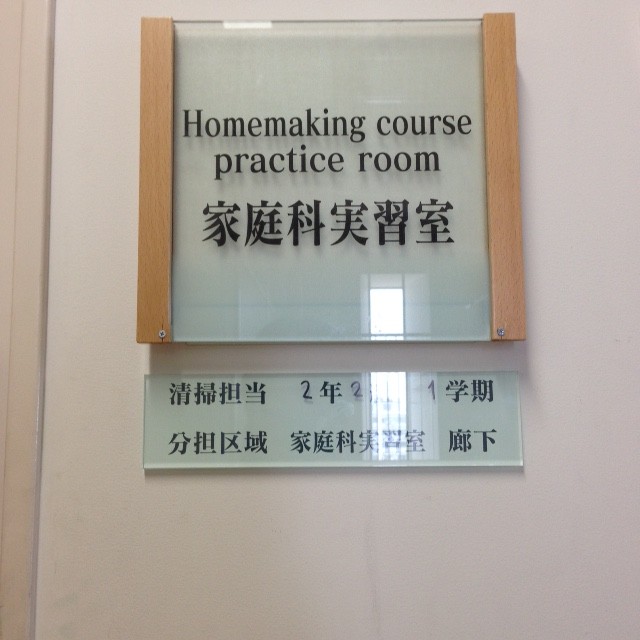 Homemaking course
practice room
家庭科実習室
清掃担当 2年2 1学期
分担区域 家庭科実習室 廊下